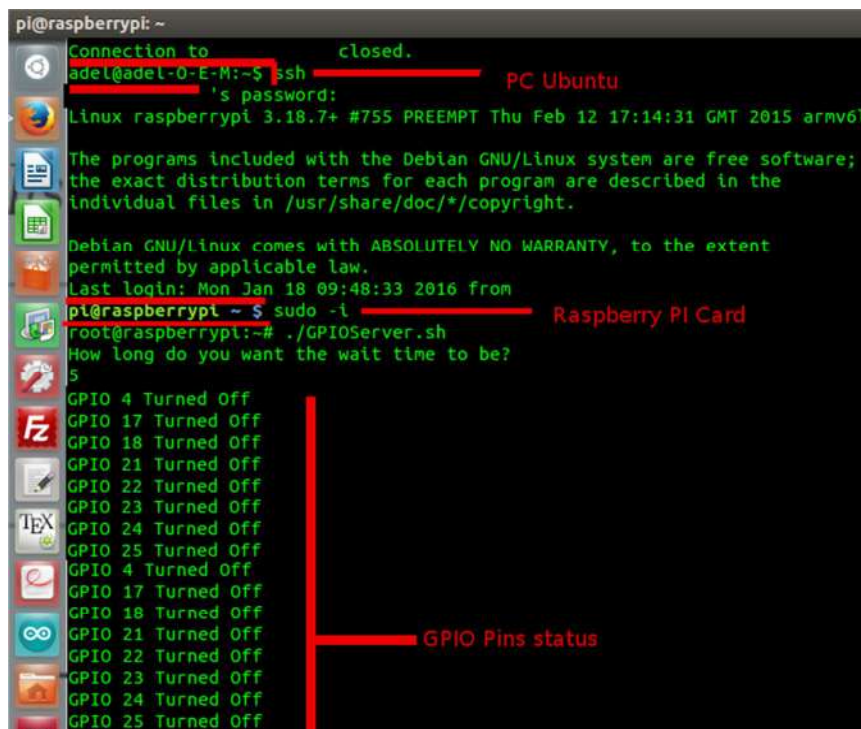 pi@raspberrypi: ~
Connection to closed.
adel@adel-O-E-M:~$ ssh
PC Ubuntu
's password:
Linux raspberrypi 3.18.7+ #755 PREEMPT Thu Feb 12 17:14:31 GMT 2015 armv6l
The programs included with the Debian GNU/Linux system are free software;
the exact distribution terms for each program are described in the
individual files in /usr/share/doc/*/copyright.
Debian GNU/Linux comes with ABSOLUTELY NO WARRANTY, to the extent
permitted by applicable law.
Last login: Mon Jan 18 09:48:33 2016 from
pi@raspberrypi ~ $ sudo -i
Raspberry PI Card
root@raspberrypi:~# ./GPIOServer.sh
How long do you want the wait time to be?
5
GPIO 4 Turned Off
GPIO 17 Turned Off
GPIO 18 Turned Off
GPIO 21 Turned Off
GPIO 22 Turned Off
GPIO 23 Turned Off
GPIO 24 Turned Off
GPIO 25 Turned Off
GPIO 4 Turned Off
GPIO 17 Turned Off
GPIO 18 Turned Off
GPIO 21 Turned Off
GPIO Pins status
GPIO 22 Turned Off
GPIO 23 Turned Off
GPIO 24 Turned Off
GPIO 25 Turned Off
Fz
TEX